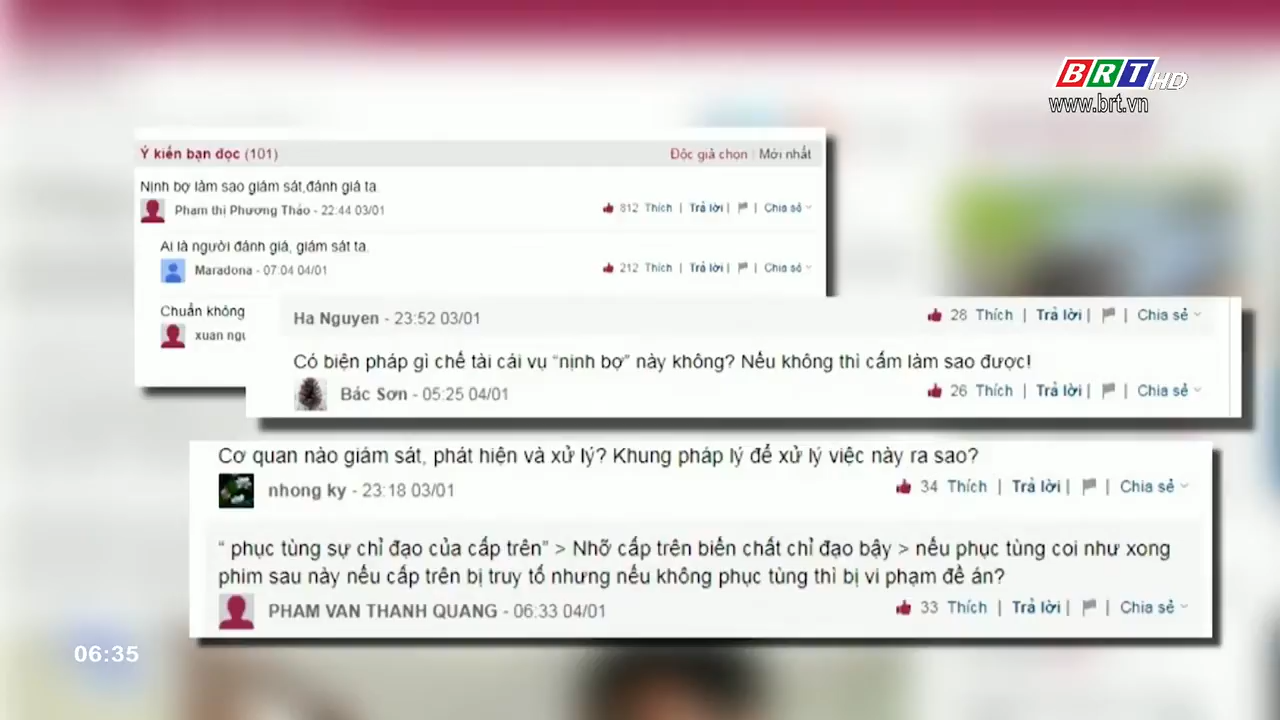 BRT HD
www.brt.vn
Ý kiến bạn đọc (101)
Độc giả chọn | Mới nhất
Nịnh bợ làm sao giám sát,đánh giá ta.
Phạm thị Phương Thảo - 22:44 03/01
812 Thích | Trả lời | | Chia sẻ
Ai là người đánh giá, giám sát ta.
Maradona - 07:04 04/01
212 Thích | Trả lời | | Chia sẻ
Chuẩn không
xuan ngu
Ha Nguyen - 23:52 03/01
28 Thích | Trả lời | | Chia sẻ
Có biện pháp gì chế tài cái vụ “nịnh bợ” này không? Nếu không thì cấm làm sao được!
Bác Sơn - 05:25 04/01
26 Thích | Trả lời | | Chia sẻ
Cơ quan nào giám sát, phát hiện và xử lý? Khung pháp lý để xử lý việc này ra sao?
nhong ky - 23:18 03/01
34 Thích | Trả lời | | Chia sẻ
“ phục tùng sự chỉ đạo của cấp trên” > Nhỡ cấp trên biến chất chỉ đạo bậy > nếu phục tùng coi như xong
phim sau này nếu cấp trên bị truy tố nhưng nếu không phục tùng thì bị vi phạm đề án?
PHAM VAN THANH QUANG - 06:33 04/01
33 Thích | Trả lời | | Chia sẻ
06:35